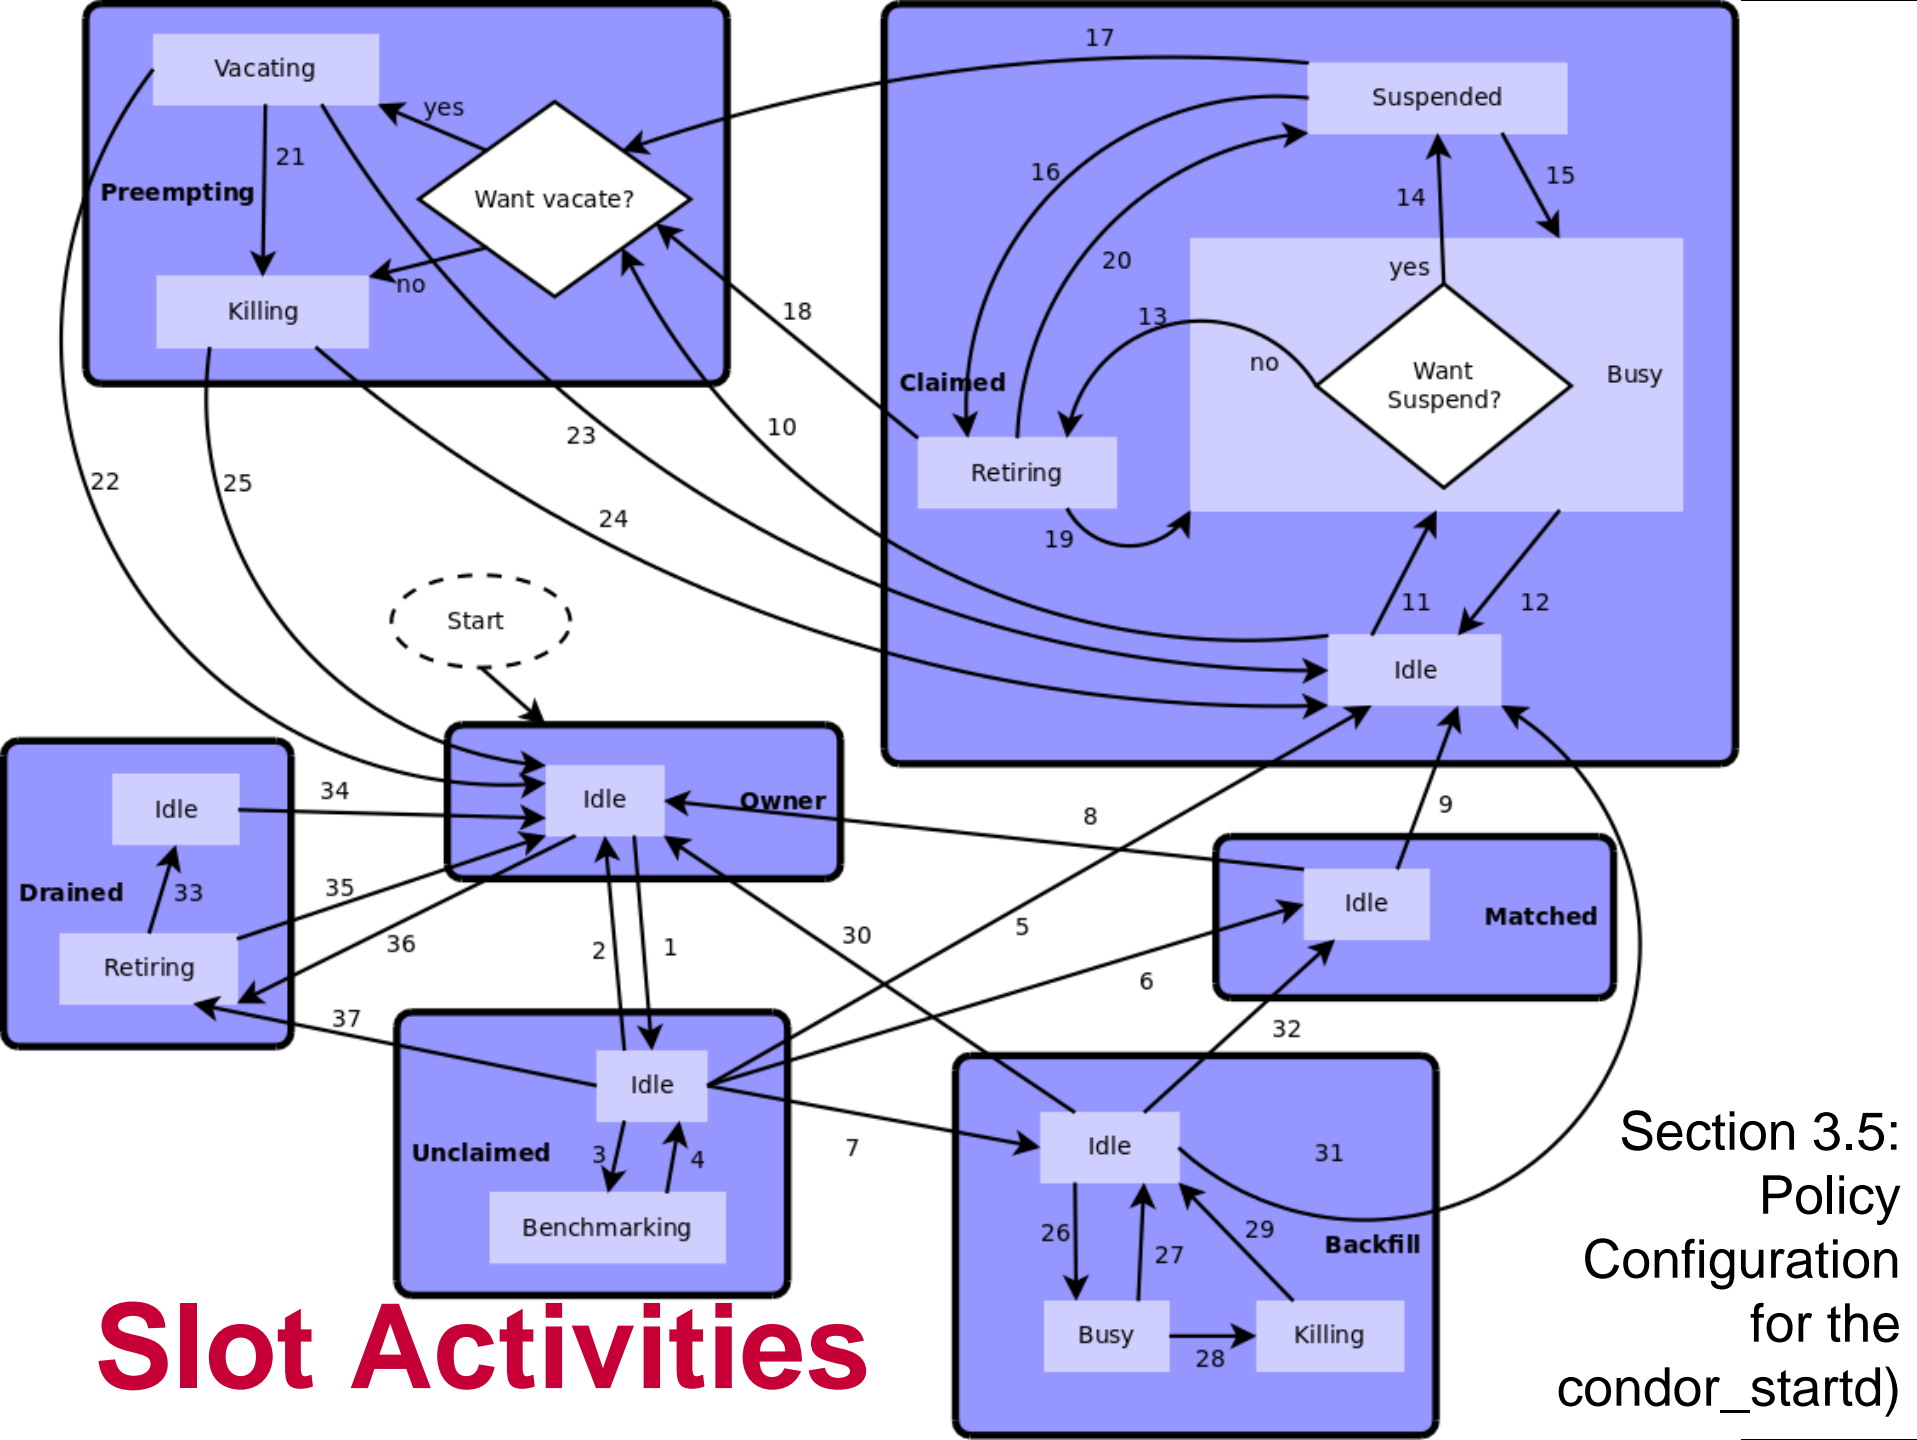 17
Vacating
Suspended
yes
21
16
15
Preempting
Want vacate?
14
20
yes
no
Killing
18
13
no
Want
Suspend?
Busy
Claimed
10
23
22
25
Retiring
24
19
11
12
Start
Idle
34
Idle
Owner
8
9
Idle
33
35
Drained
Idle
Matched
36
2
1
30
5
Retiring
6
37
32
Idle
Unclaimed
3
4
7
Idle
31
Benchmarking
26
27
29
Backfill
Busy
28
Killing
Slot Activities
Section 3.5:
Policy
Configuration
for the
condor_startd)